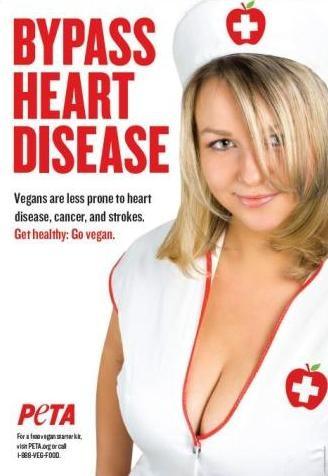 BYPASS
HEART
DISEASE
Vegans are less prone to heart
disease, cancer, and strokes.
Get healthy: Go vegan.
PeTA
For a free vegan starter kit,
visit PETA.org or call
1-888-VEG-FOOD.